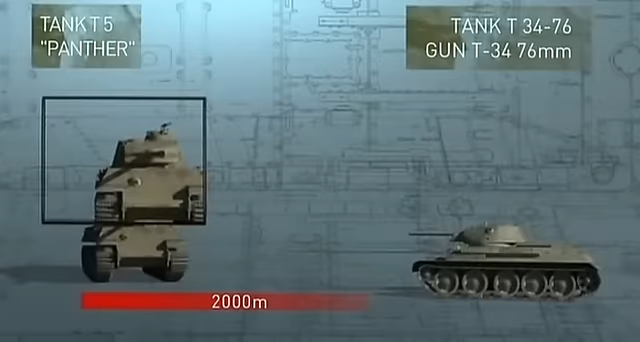 TANK T 5
"PANTHER"
TANK T 34-76
GUN T-34 76mm
2000m